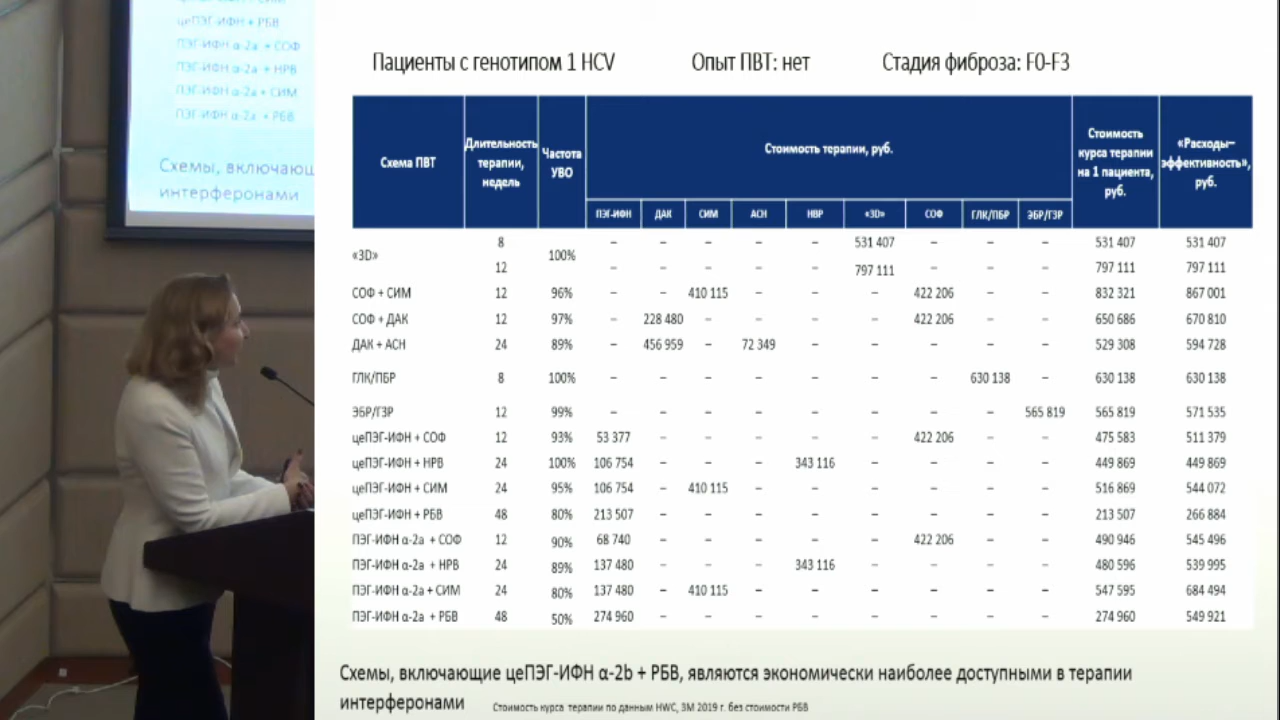 цеПЭГ-ИФН + РБВ
ПЭГ-ИФН α-2a + СОФ
ПЭГ-ИФН α-2a + НРВ
ПЭГ-ИФН α-2a + СИМ
ПЭГ-ИФН α-2a + РБВ
Схемы, включающ
интерферонами
Пациенты с генотипом 1 HCV Опыт ПВТ: нет Стадия фиброза: F0-F3
Схема ПВТ Длительность терапии, недель Частота УВО Стоимость терапии, руб. Стоимость курса терапии на 1 пациента, руб. «Расходы–эффективность», руб.
ПЭГ-ИФН ДАК СИМ АСН НВР «3D» СОФ ГЛК/ПБР ЭБР/ГЗР
«3D» 100%
8 – – – – – 531 407 – – – 531 407 531 407
12 – – – – – 797 111 – – – 797 111 797 111
СОФ + СИМ 12 96% – – 410 115 – – – 422 206 – – 832 321 867 001
СОФ + ДАК 12 97% – 228 480 – – – – 422 206 – – 650 686 670 810
ДАК + АСН 24 89% – 456 959 – 72 349 – – – – – 529 308 594 728
ГЛК/ПБР 8 100% – – – – – – – 630 138 – 630 138 630 138
ЭБР/ГЗР 12 99% – – – – – – – – 565 819 565 819 571 535
цеПЭГ-ИФН + СОФ 12 93% 53 377 – – – – – 422 206 – – 475 583 511 379
цеПЭГ-ИФН + НРВ 24 100% 106 754 – – – 343 116 – – – – 449 869 449 869
цеПЭГ-ИФН + СИМ 24 95% 106 754 – 410 115 – – – – – – 516 869 544 072
цеПЭГ-ИФН + РБВ 48 80% 213 507 – – – – – – – – 213 507 266 884
ПЭГ-ИФН α-2a + СОФ 12 90% 68 740 – – – – – 422 206 – – 490 946 545 496
ПЭГ-ИФН α-2a + НРВ 24 89% 137 480 – – – 343 116 – – – – 480 596 539 995
ПЭГ-ИФН α-2a + СИМ 24 80% 137 480 – 410 115 – – – – – – 547 595 684 494
ПЭГ-ИФН α-2a + РБВ 48 50% 274 960 – – – – – – – – 274 960 549 921
Схемы, включающие цеПЭГ-ИФН α-2b + РБВ, являются экономически наиболее доступными в терапии
интерферонами Стоимость курса терапии по данным HWC, 3М 2019 г. без стоимости РБВ